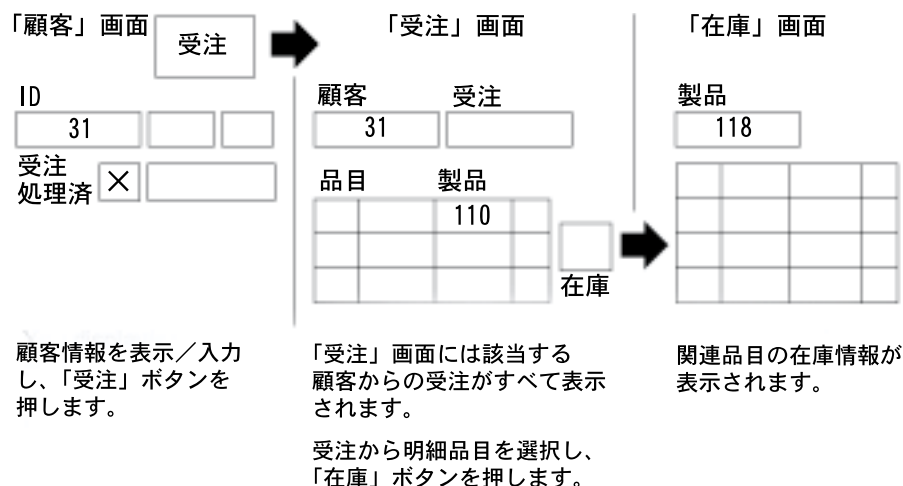 「顧客」画面
受注
ID
31
受注
処理済
×
顧客情報を表示／入力
し、「受注」ボタンを
押します。
「受注」画面
顧客 受注
31
品目 製品
110
在庫
「受注」画面には該当する
顧客からの受注がすべて表示
されます。
受注から明細品目を選択し、
「在庫」ボタンを押します。
「在庫」画面
製品
118
関連品目の在庫情報が
表示されます。